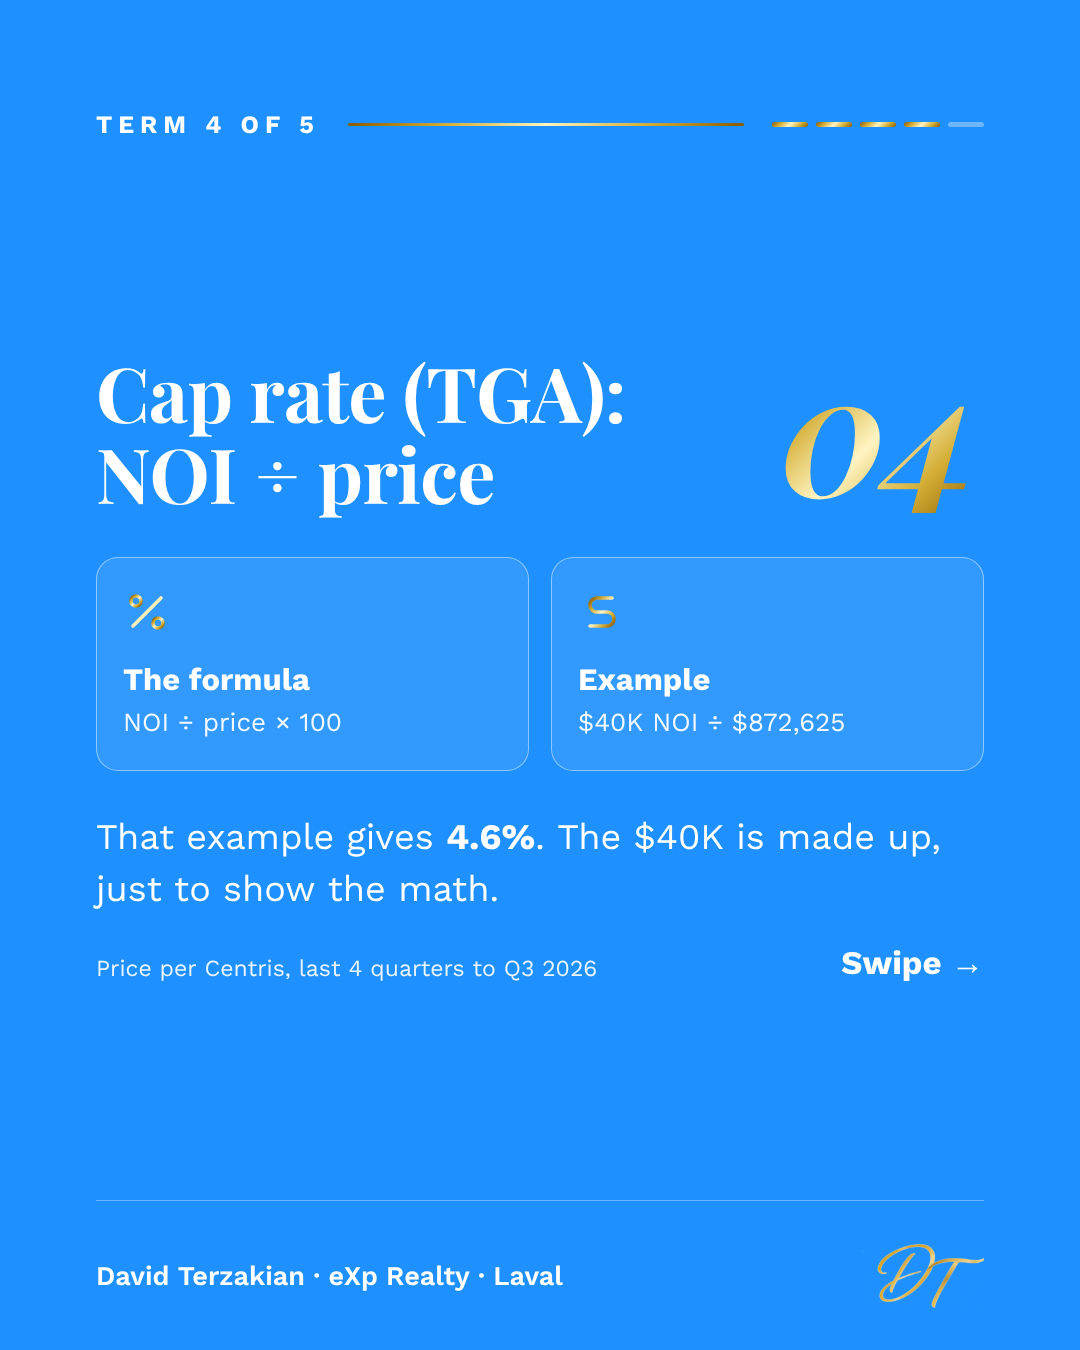 TERM 4 OF 5
Cap rate (TGA):
NOI ÷ price
04
The formula
NOI ÷ price × 100
Example
$40K NOI ÷ $872,625
That example gives 4.6%. The $40K is made up,
just to show the math.
Price per Centris, last 4 quarters to Q3 2026
Swipe →
David Terzakian · eXp Realty · Laval
DT